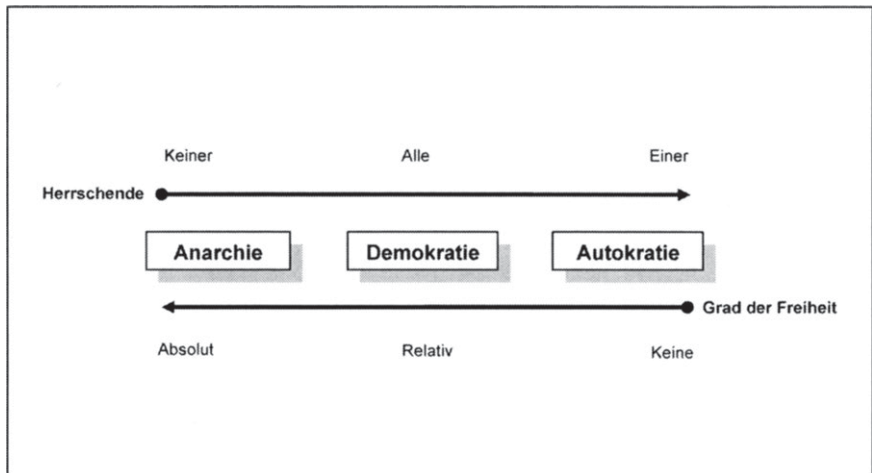 Keiner Alle Einer
Herrschende
Anarchie Demokratie Autokratie
Grad der Freiheit
Absolut Relativ Keine